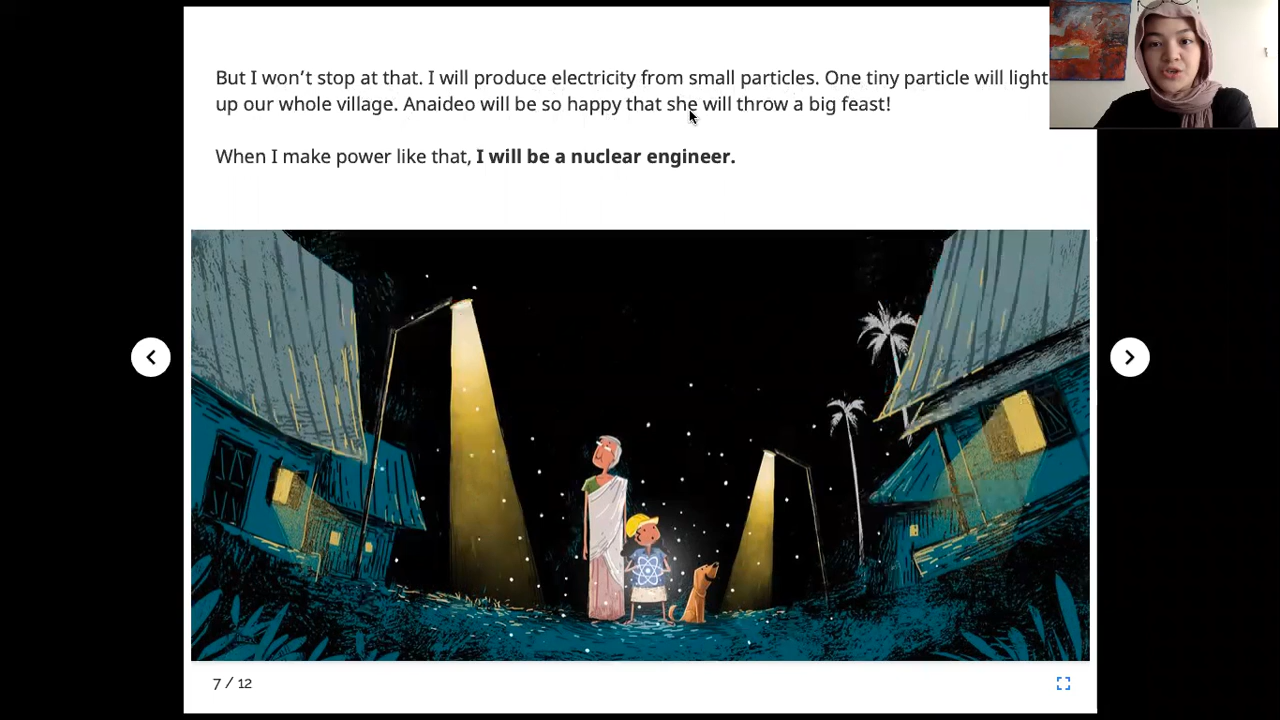 But I won’t stop at that. I will produce electricity from small particles. One tiny particle will light
up our whole village. Anaideo will be so happy that she will throw a big feast!
When I make power like that, I will be a nuclear engineer.
7 / 12